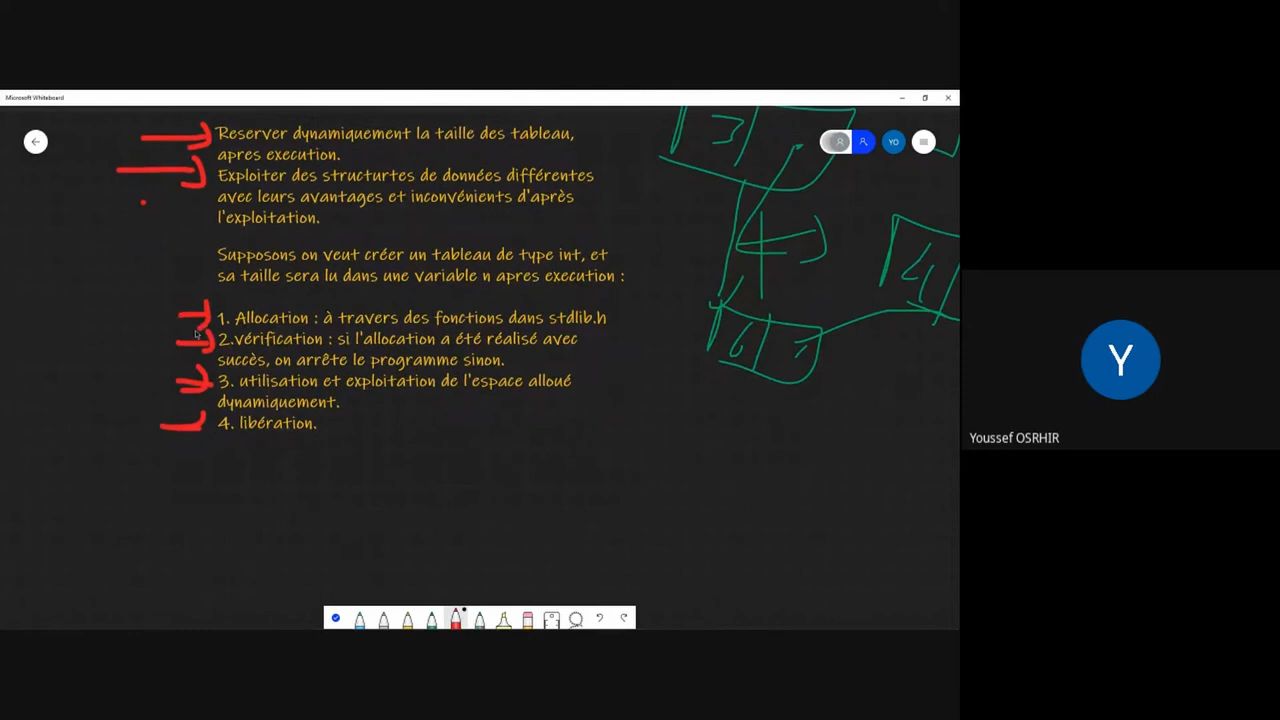 Microsoft Whiteboard
Reserver dynamiquement la taille des tableau,
apres execution.
Exploiter des structurtes de données différentes
avec leurs avantages et inconvénients d'après
l'exploitation.
Supposons on veut créer un tableau de type int, et
sa taille sera lu dans une variable n apres execution :
1. Allocation : à travers des fonctions dans stdlib.h
2.vérification : si l'allocation a été réalisé avec
succès, on arrête le programme sinon.
3. utilisation et exploitation de l'espace alloué
dynamiquement.
4. libération.
3
4
6
YO
Y
Youssef OSRHIR